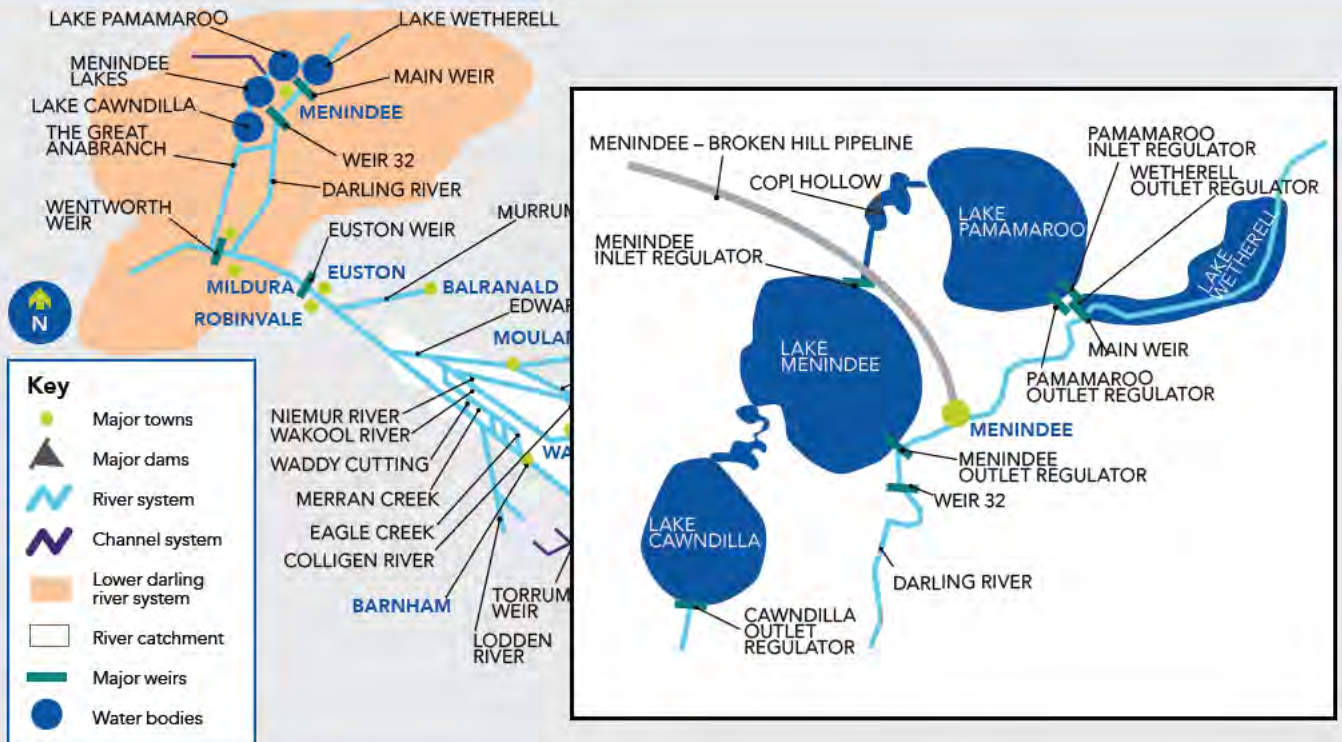 LAKE PAMAMAROO
LAKE WETHERELL
MENINDEE
LAKES
MAIN WEIR
LAKE CAWNDILLA
MENINDEE
THE GREAT
ANABRANCH
WEIR 32
DARLING RIVER
WENTWORTH
WEIR
MURRUM
EUSTON WEIR
EUSTON
MILDURA
BALRANALD
ROBINVALE
EDWAR
MOULAR
N
NIEMUR RIVER
WAKOOL RIVER
WADDY CUTTING
WA
MERRAN CREEK
EAGLE CREEK
COLLIGEN RIVER
BARNHAM
TORRUM
WEIR
LODDEN
RIVER
Key
Major towns
Major dams
River system
Channel system
Lower darling
river system
River catchment
Major weirs
Water bodies
MENINDEE – BROKEN HILL PIPELINE
COPI HOLLOW
PAMAMAROO
INLET REGULATOR
WETHERELL
OUTLET REGULATOR
LAKE
PAMAMAROO
LAKE
WETHERELL
MENINDEE
INLET REGULATOR
LAKE
MENINDEE
MAIN WEIR
PAMAMAROO
OUTLET REGULATOR
MENINDEE
MENINDEE
OUTLET REGULATOR
WEIR 32
LAKE
CAWNDILLA
DARLING RIVER
CAWNDILLA
OUTLET
REGULATOR